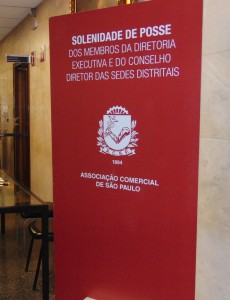 SOLENIDADE DE POSSE
DOS MEMBROS DA DIRETORIA
EXECUTIVA E DO CONSELHO
DIRETOR DAS SEDES DISTRITAIS
1894
ASSOCIAÇÃO COMERCIAL
DE SÃO PAULO